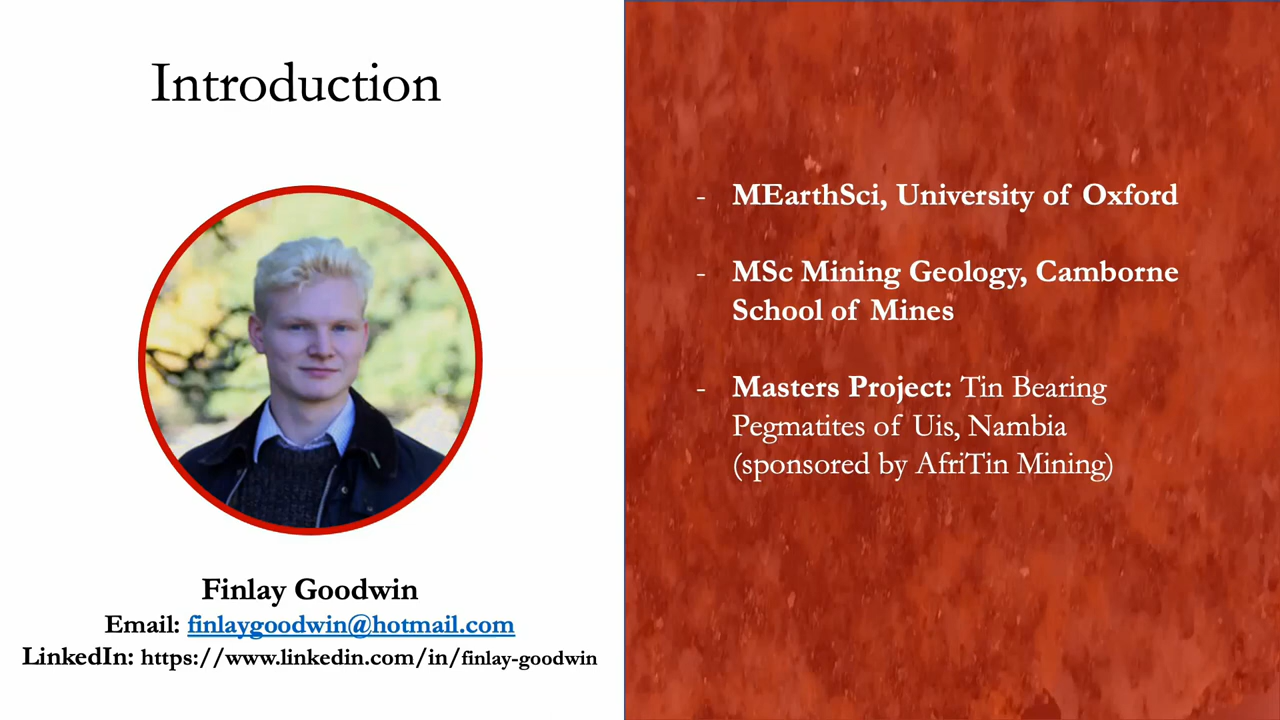 Introduction
Finlay Goodwin
Email: finlaygoodwin@hotmail.com
LinkedIn: https://www.linkedin.com/in/finlay-goodwin
- MEarthSci, University of Oxford
- MSc Mining Geology, Camborne
School of Mines
- Masters Project: Tin Bearing
Pegmatites of Uis, Nambia
(sponsored by AfriTin Mining)